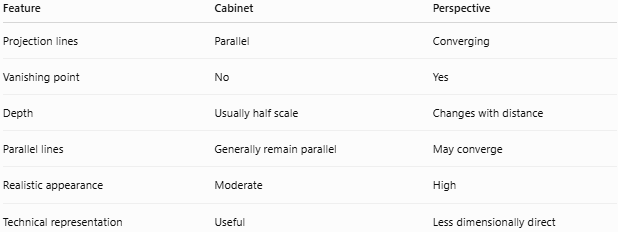 Feature Cabinet Perspective
Projection lines Parallel Converging
Vanishing point No Yes
Depth Usually half scale Changes with distance
Parallel lines Generally remain parallel May converge
Realistic appearance Moderate High
Technical representation Useful Less dimensionally direct